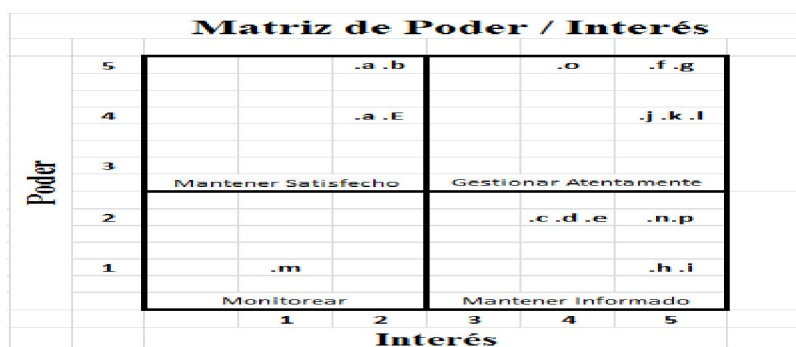 Matriz de Poder / Interés
5 .a .b .o .f .g
4 .a .E .j .k .l
3
Poder
Mantener Satisfecho Gestionar Atentamente
2 .c .d .e .n.p
1 .m .h .i
Monitorear Mantener Informado
1 2 3 4 5
Interés